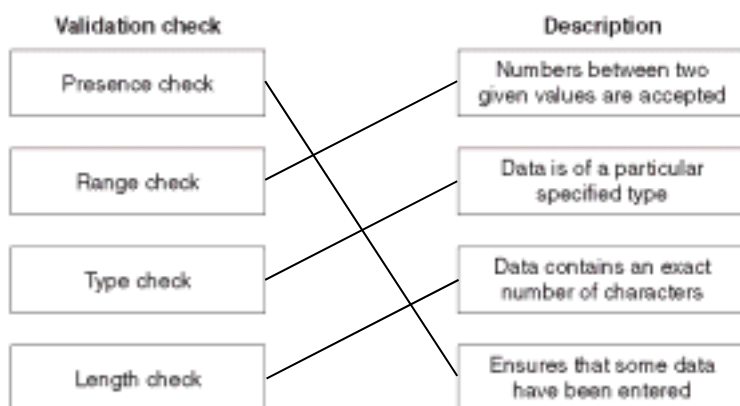 Validation check
Description
Presence check
Numbers between two
given values are accepted
Range check
Data is of a particular
specified type
Type check
Data contains an exact
number of characters
Length check
Ensures that some data
have been entered